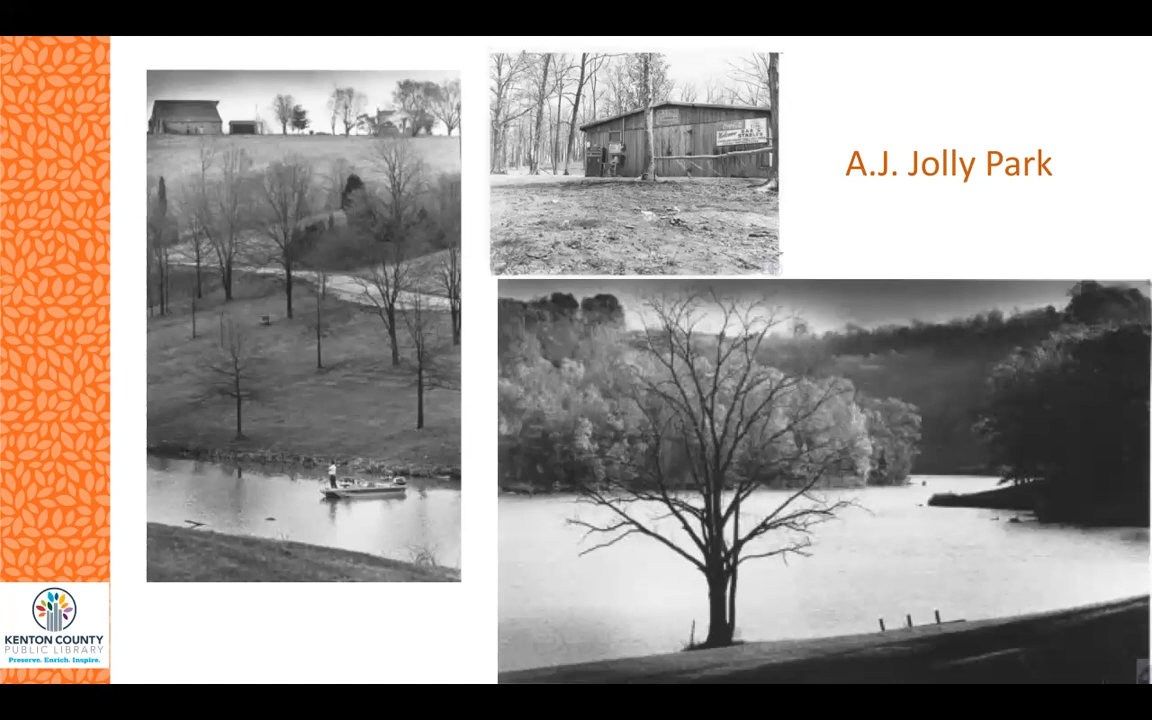 A.J. Jolly Park
KENTON COUNTY
PUBLIC LIBRARY
Preserve. Enrich. Inspire.